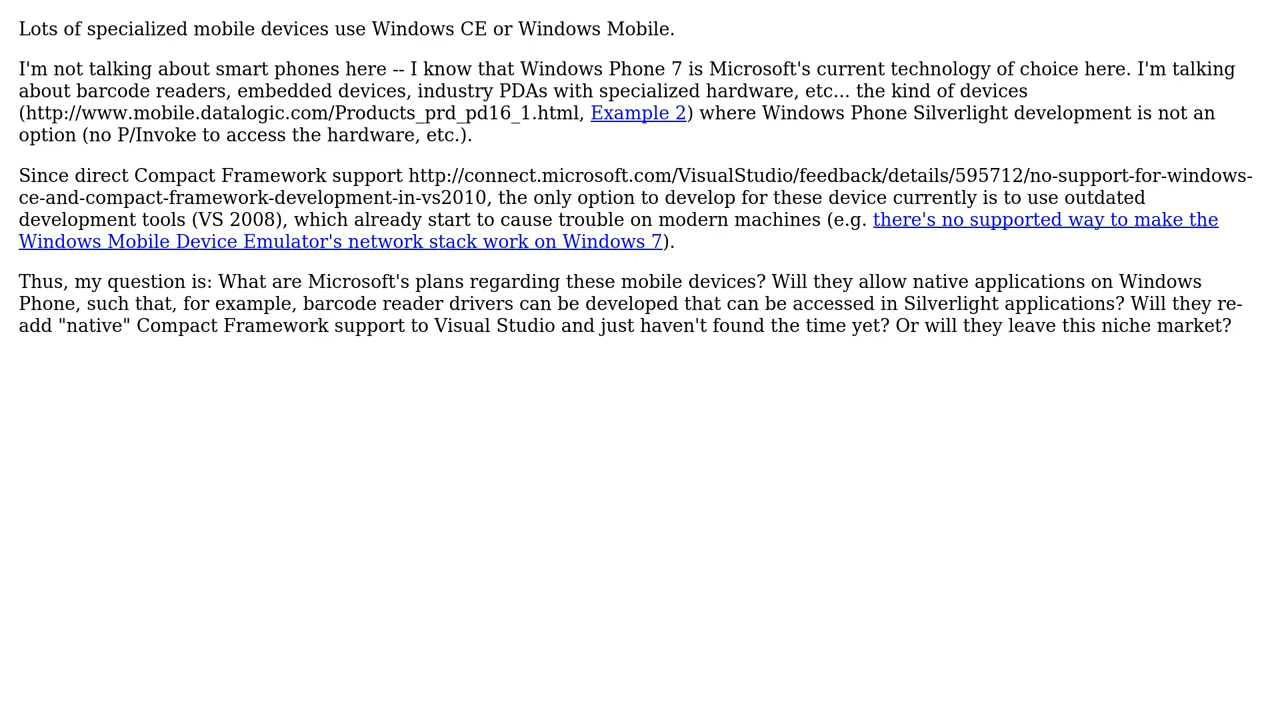 Lots of specialized mobile devices use Windows CE or Windows Mobile.
I'm not talking about smart phones here -- I know that Windows Phone 7 is Microsoft's current technology of choice here. I'm talking
about barcode readers, embedded devices, industry PDAs with specialized hardware, etc... the kind of devices
(http://www.mobile.datalogic.com/Products_prd_pd16_1.html, Example 2) where Windows Phone Silverlight development is not an
option (no P/Invoke to access the hardware, etc.).
Since direct Compact Framework support http://connect.microsoft.com/VisualStudio/feedback/details/595712/no-support-for-windows-
ce-and-compact-framework-development-in-vs2010, the only option to develop for these device currently is to use outdated
development tools (VS 2008), which already start to cause trouble on modern machines (e.g. there's no supported way to make the
Windows Mobile Device Emulator's network stack work on Windows 7).
Thus, my question is: What are Microsoft's plans regarding these mobile devices? Will they allow native applications on Windows
Phone, such that, for example, barcode reader drivers can be developed that can be accessed in Silverlight applications? Will they re-
add "native" Compact Framework support to Visual Studio and just haven't found the time yet? Or will they leave this niche market?